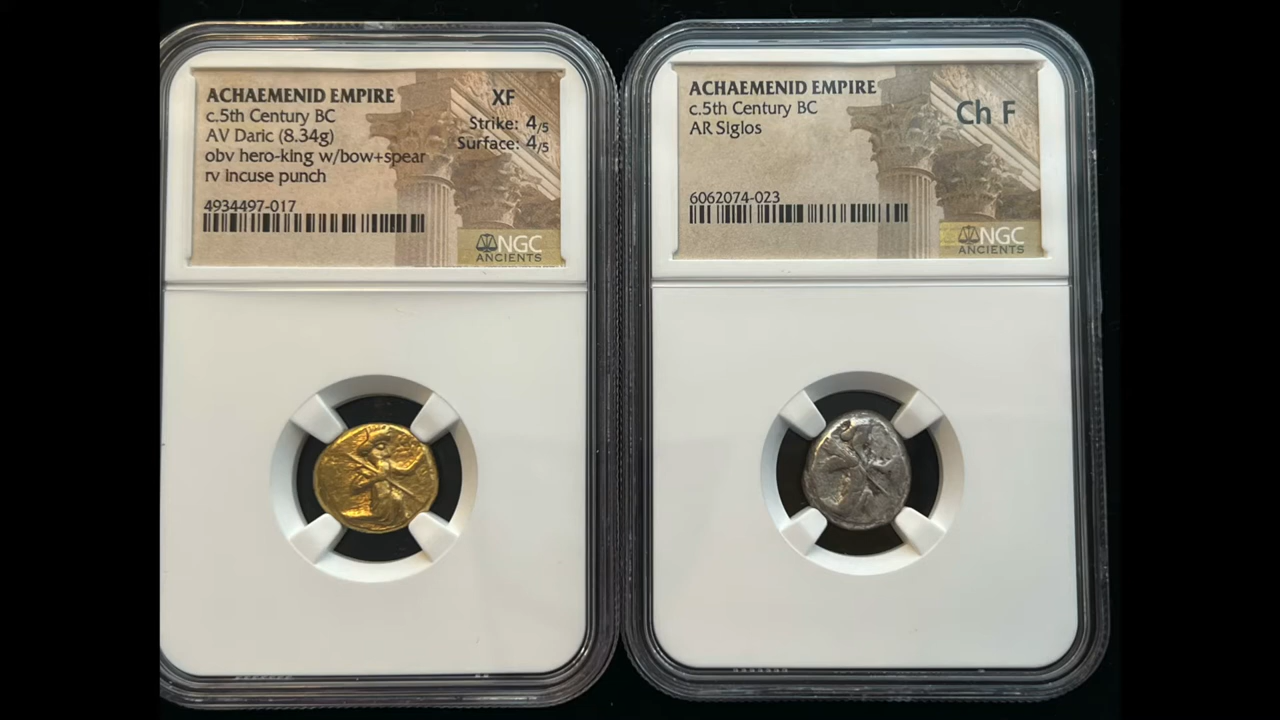 ACHAEMENID EMPIRE
c.5th Century BC
AV Daric (8.34g)
obv hero-king w/bow+spear
rv incuse punch
4934497-017
XF
Strike: 4/5
Surface: 4/5
NGC
ANCIENTS
ACHAEMENID EMPIRE
c.5th Century BC
AR Siglos
6062074-023
Ch F
NGC
ANCIENTS